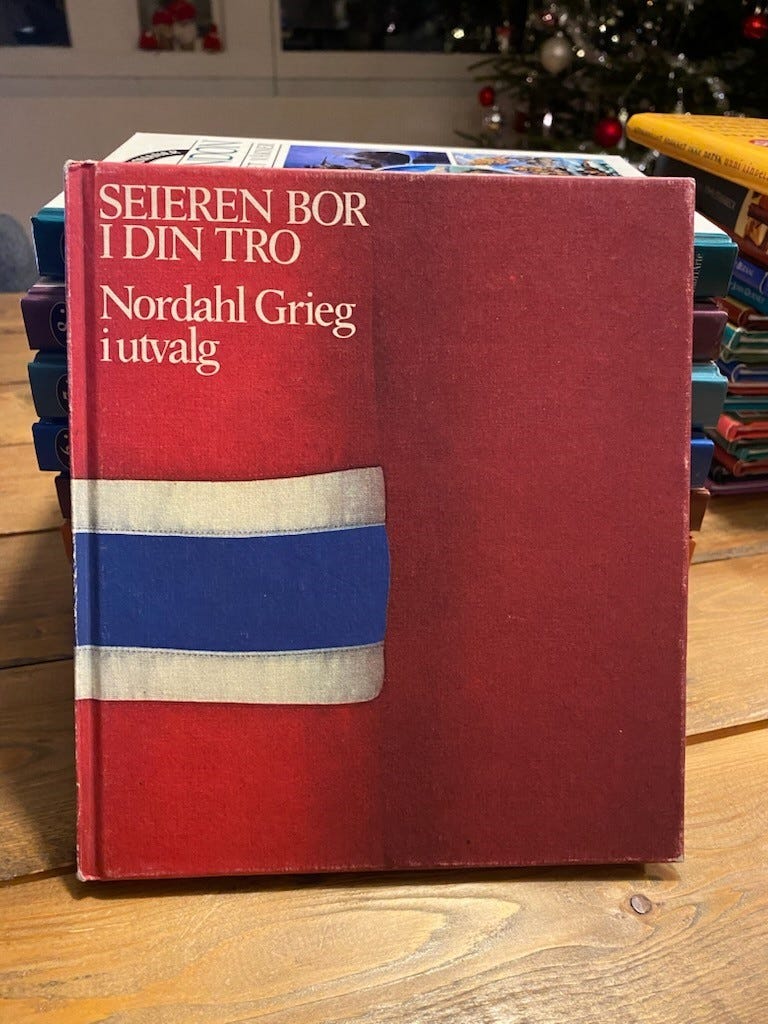 SEIEREN BOR
I DIN TRO
Nordahl Grieg
i utvalg